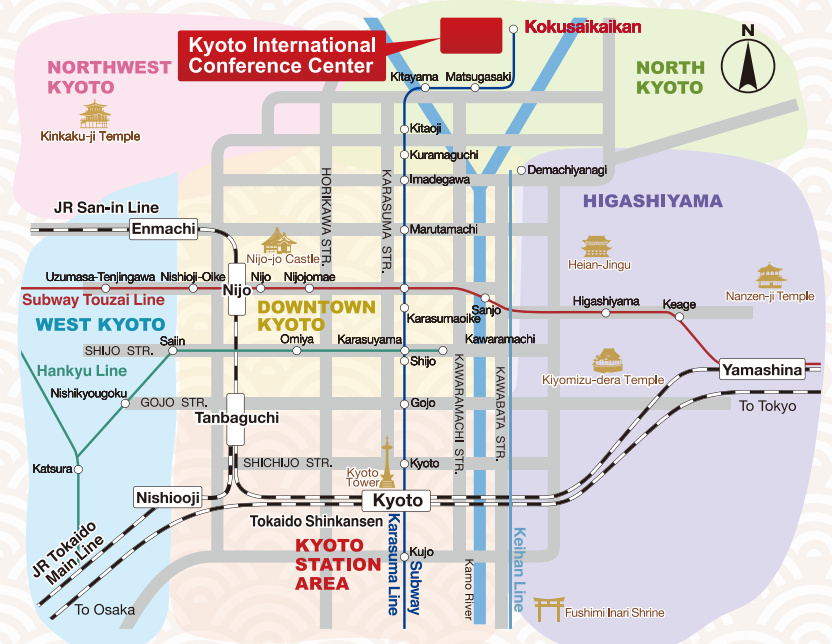 Kokusaikaikan
Kyoto International
Conference Center
N
NORTHWEST
KYOTO
NORTH
KYOTO
Kitayama
Matsugasaki
Kinkaku-ji Temple
Kitaoji
Kuramaguchi
Imadegawa
Demachiyanagi
HORIKAWA STR.
KARASUMA STR.
HIGASHIYAMA
JR San-in Line
Enmachi
Marutamachi
Nijo-jo Castle
Heian-Jingu
Uzumasa-Tenjingawa
Nishioji-Oike
Nijo
Nijo
Nijojomae
Nanzen-ji Temple
Subway Touzai Line
DOWNTOWN
KYOTO
Karasumaoike
Sanjo
Higashiyama
Keage
WEST KYOTO
Saiin
Omiya
Karasuyama
Kawaramachi
SHIJO STR.
Shijo
Hankyu Line
Kiyomizu-dera Temple
Yamashina
Nishikyougoku
GOJO STR.
Gojo
KAWARAMACHI STR.
KAWABATA STR.
To Tokyo
Tanbaguchi
Katsura
SHICHIJO STR.
Kyoto
Tower
Kyoto
Nishiooji
Kyoto
Tokaido Shinkansen
JR Tokaido
Main Line
KYOTO
STATION
AREA
Subway
Karasuma Line
Kujo
Kamo River
Keihan Line
To Osaka
Fushimi Inari Shrine